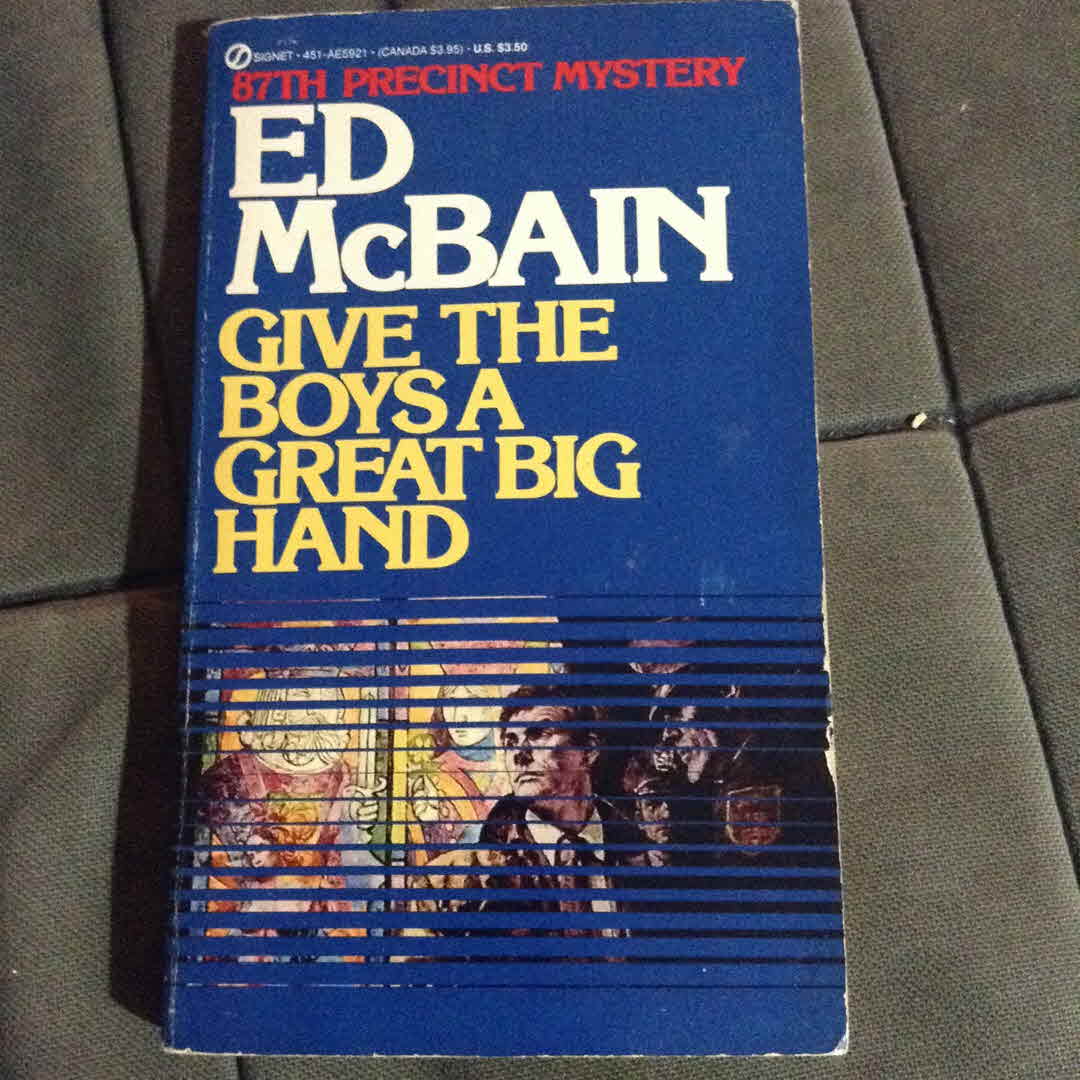 SIGNET • 451-AE5921 • (CANADA $3.95) • U.S. $3.50
87TH PRECINCT MYSTERY
ED
McBAIN
GIVE THE
BOYS A
GREAT BIG
HAND